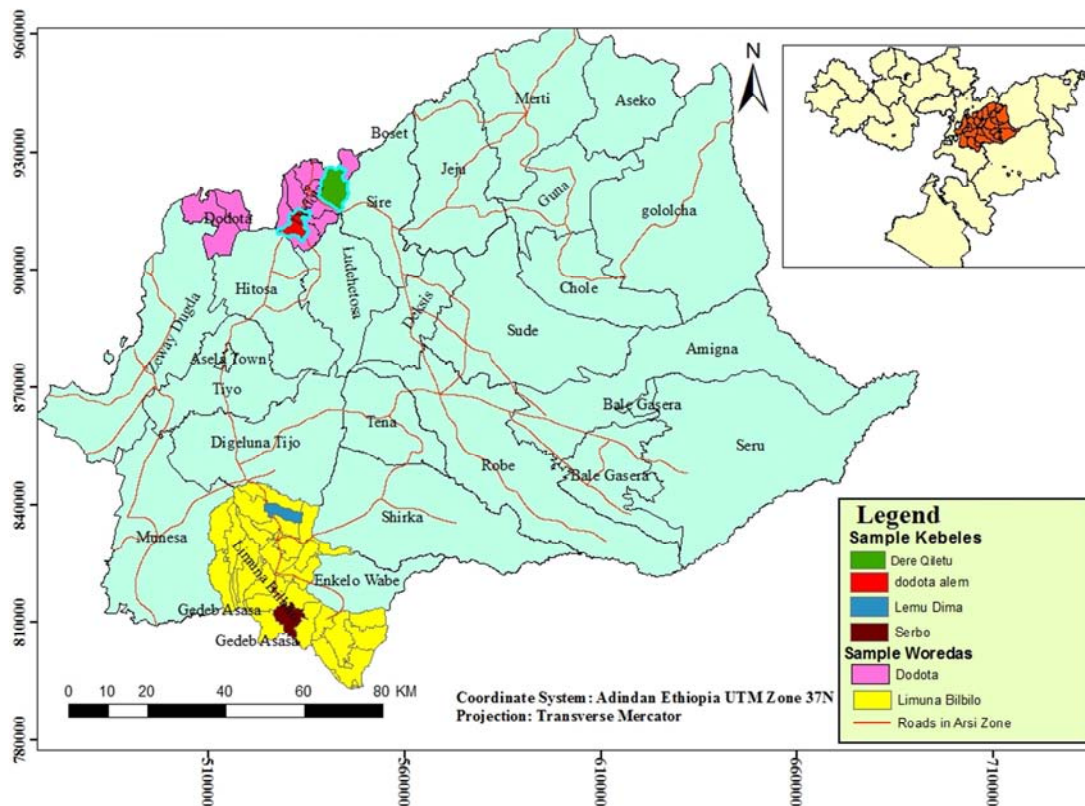 960000
930000
900000
870000
840000
810000
780000
N
Merti
Aseko
Boset
Jeju
Guna
Sire
gololcha
Dodota
Ludehetosa
Hitosa
Chole
Deksis
Zeway Dugda
Sude
Amigna
Asela Town
Tiyo
Bale Gasera
Tena
Digeluna Tijo
Seru
Robe
Bale Gasera
Shirka
Munesa
Limuna Bilbilo
Enkelo Wabe
Gedeb Asasa
Gedeb Asasa
0 10 20 40 60 80 KM
Coordinate System: Adindan Ethiopia UTM Zone 37N
Projection: Transverse Mercator
Legend
Sample Kebeles
Dere Qiletu
dodota alem
Lemu Dima
Serbo
Sample Woredas
Dodota
Limuna Bilbilo
Roads in Arsi Zone
510000 560000 610000 660000 710000